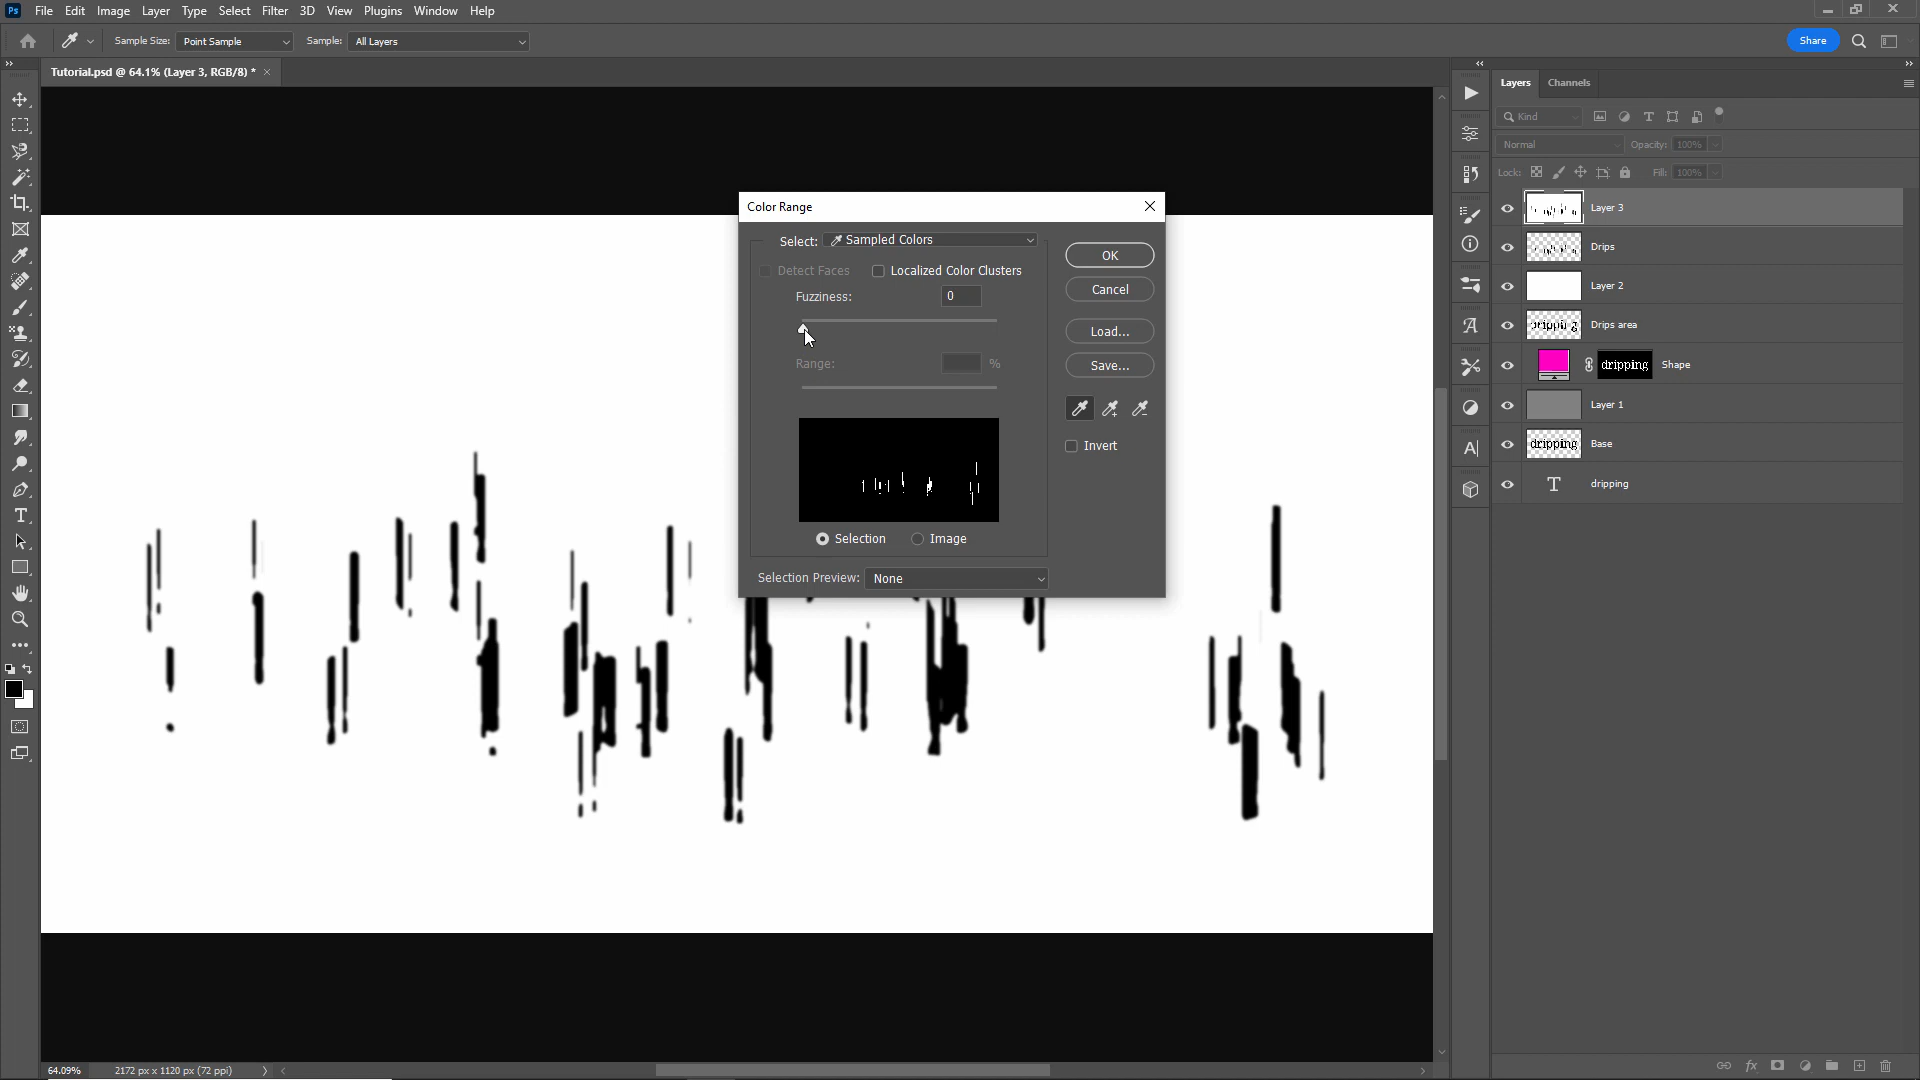 Ps File Edit Image Layer Type Select Filter 3D View Plugins Window Help
Sample Size: Point Sample Sample: All Layers Share
Tutorial.psd @ 64.1% (Layer 3, RGB/8) *
Layers Channels
Kind
Normal Opacity: 100%
Lock: Fill: 100%
Layer 3
Drips
Layer 2
Drips area
dripping Shape
Layer 1
dripping Base
T dripping
Color Range
Select: Sampled Colors
Detect Faces Localized Color Clusters
Fuzziness: 0
Range: %
Selection Image
Selection Preview: None
OK
Cancel
Load...
Save...
Invert
64.09% 2172 px x 1120 px (72 ppi)